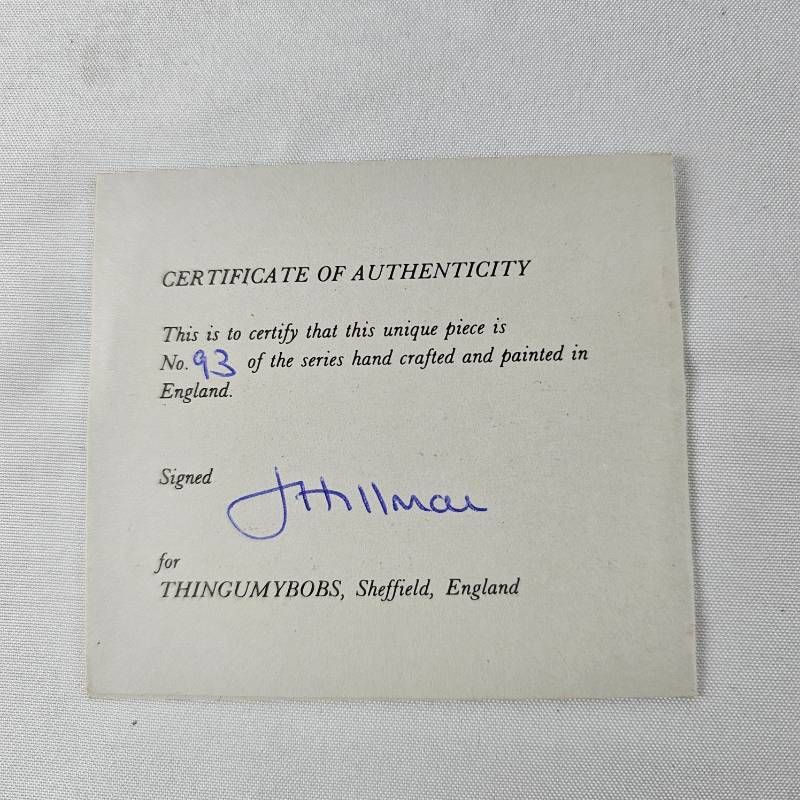 CERTIFICATE OF AUTHENTICITY
This is to certify that this unique piece is
No. 93 of the series hand crafted and painted in
England.
Signed
for
THINGUMYBOBS, Sheffield, England